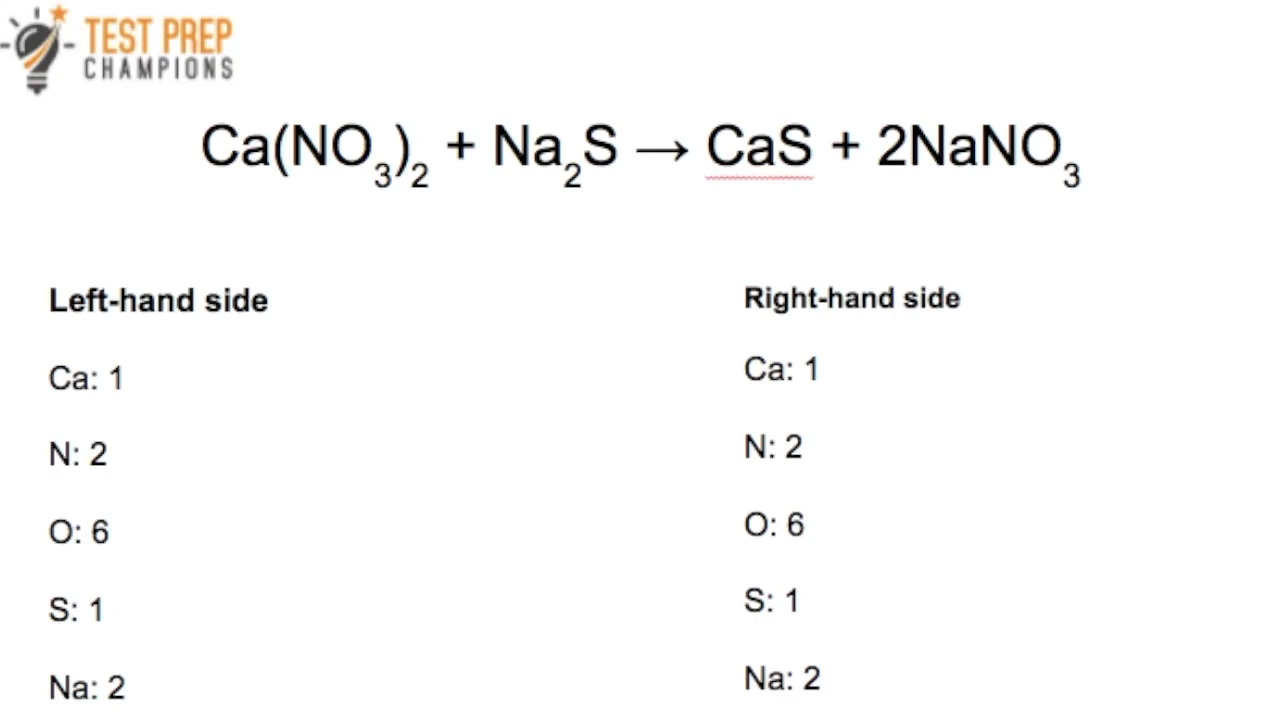 TEST PREP
CHAMPIONS
Ca(NO₃)₂ + Na₂S → CaS + 2NaNO₃
Left-hand side
Ca: 1
N: 2
O: 6
S: 1
Na: 2
Right-hand side
Ca: 1
N: 2
O: 6
S: 1
Na: 2